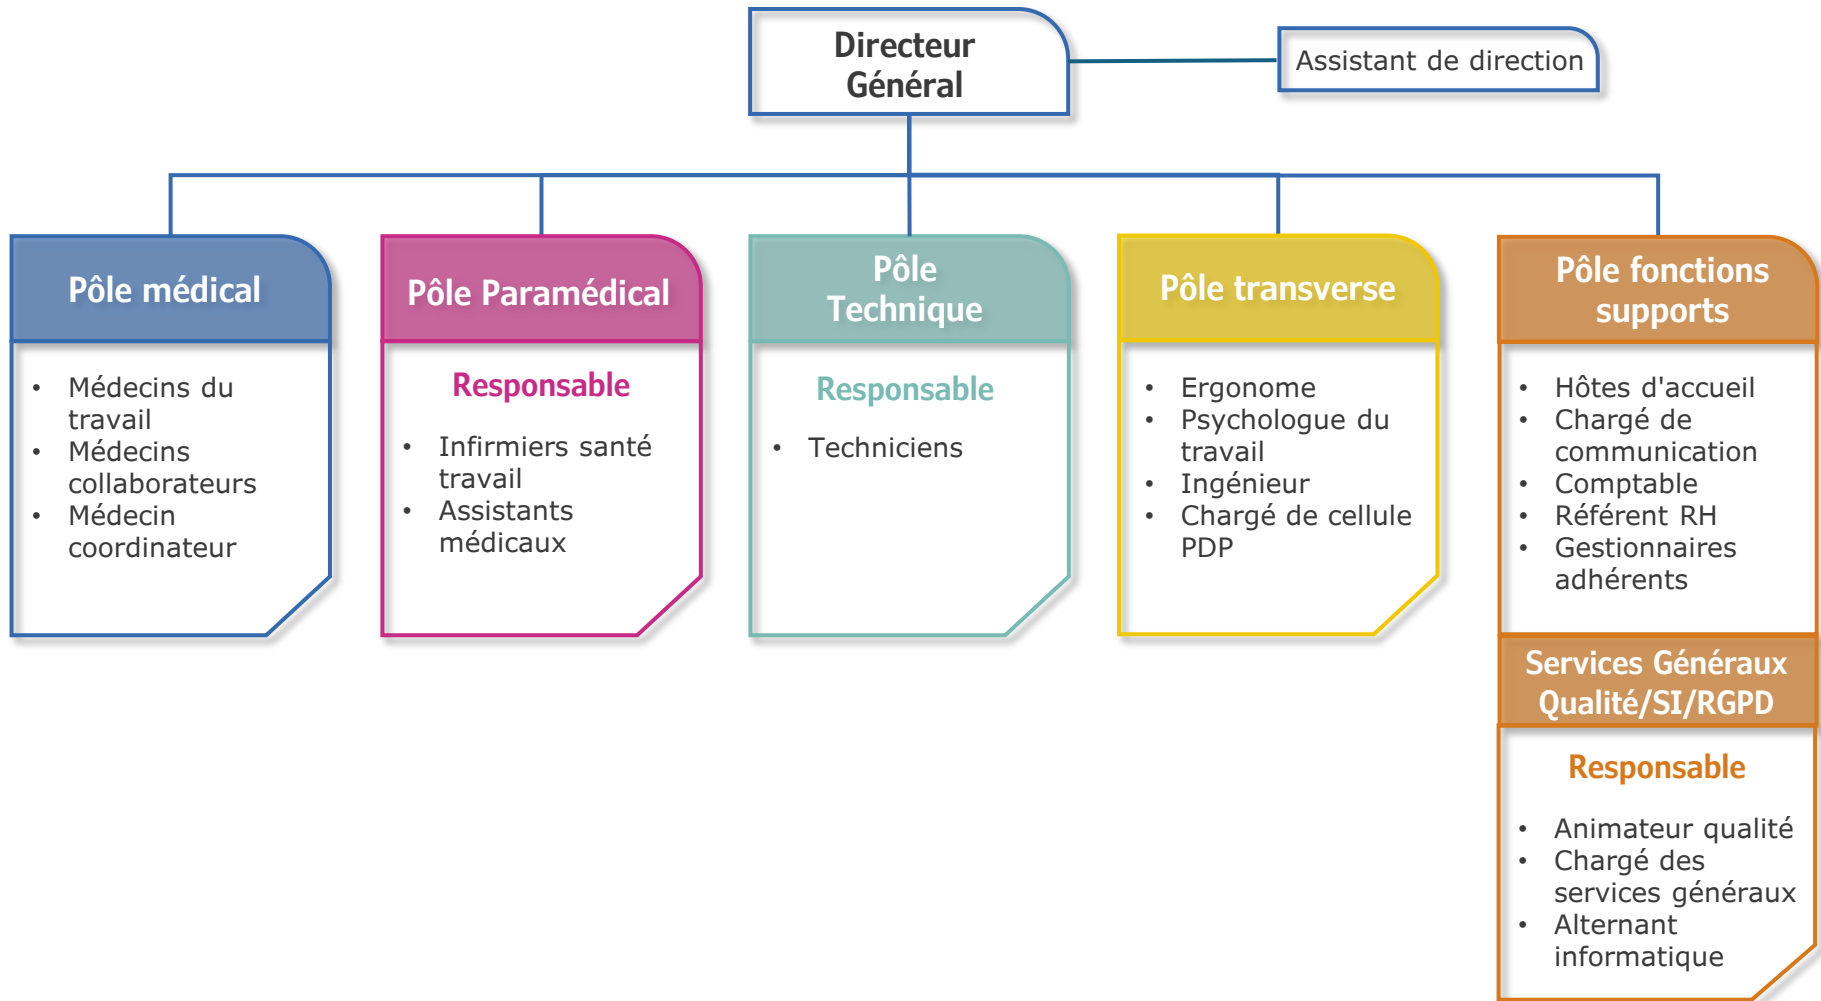 Directeur
Général
Assistant de direction
Pôle médical
• Médecins du
travail
• Médecins
collaborateurs
• Médecin
coordinateur
Pôle Paramédical
Responsable
• Infirmiers santé
travail
• Assistants
médicaux
Pôle
Technique
Responsable
• Techniciens
Pôle transverse
• Ergonome
• Psychologue du
travail
• Ingénieur
• Chargé de cellule
PDP
Pôle fonctions
supports
• Hôtes d'accueil
• Chargé de
communication
• Comptable
• Référent RH
• Gestionnaires
adhérents
Services Généraux
Qualité/SI/RGPD
Responsable
• Animateur qualité
• Chargé des
services généraux
• Alternant
informatique